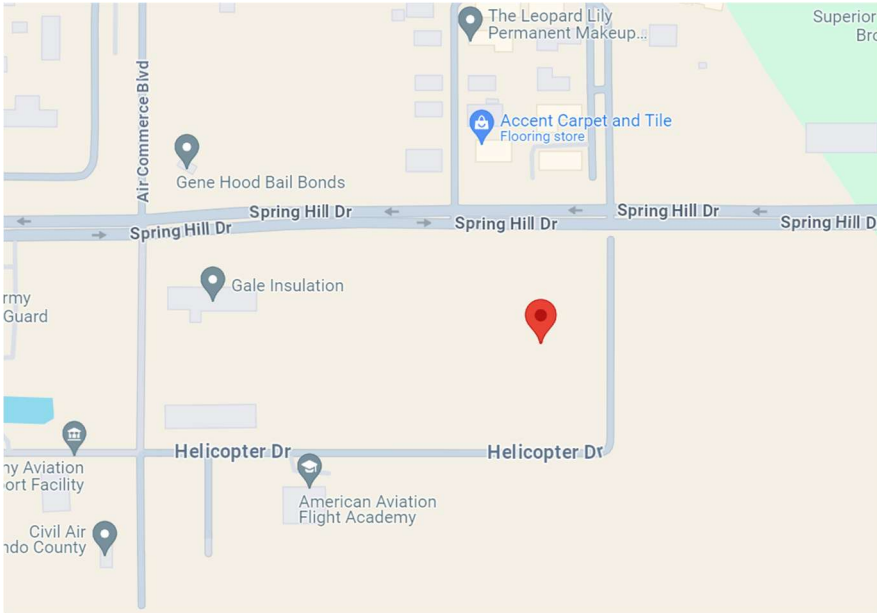 The Leopard Lily
Permanent Makeup...
Superior
Bro
Air Commerce Blvd
Accent Carpet and Tile
Flooring store
Gene Hood Bail Bonds
Spring Hill Dr
Spring Hill Dr
Spring Hill Dr
Spring Hill Dr
Spring Hill D
Gale Insulation
rmy
Guard
Helicopter Dr
Helicopter Dr
ny Aviation
ort Facility
American Aviation
Flight Academy
Civil Air
ndo County